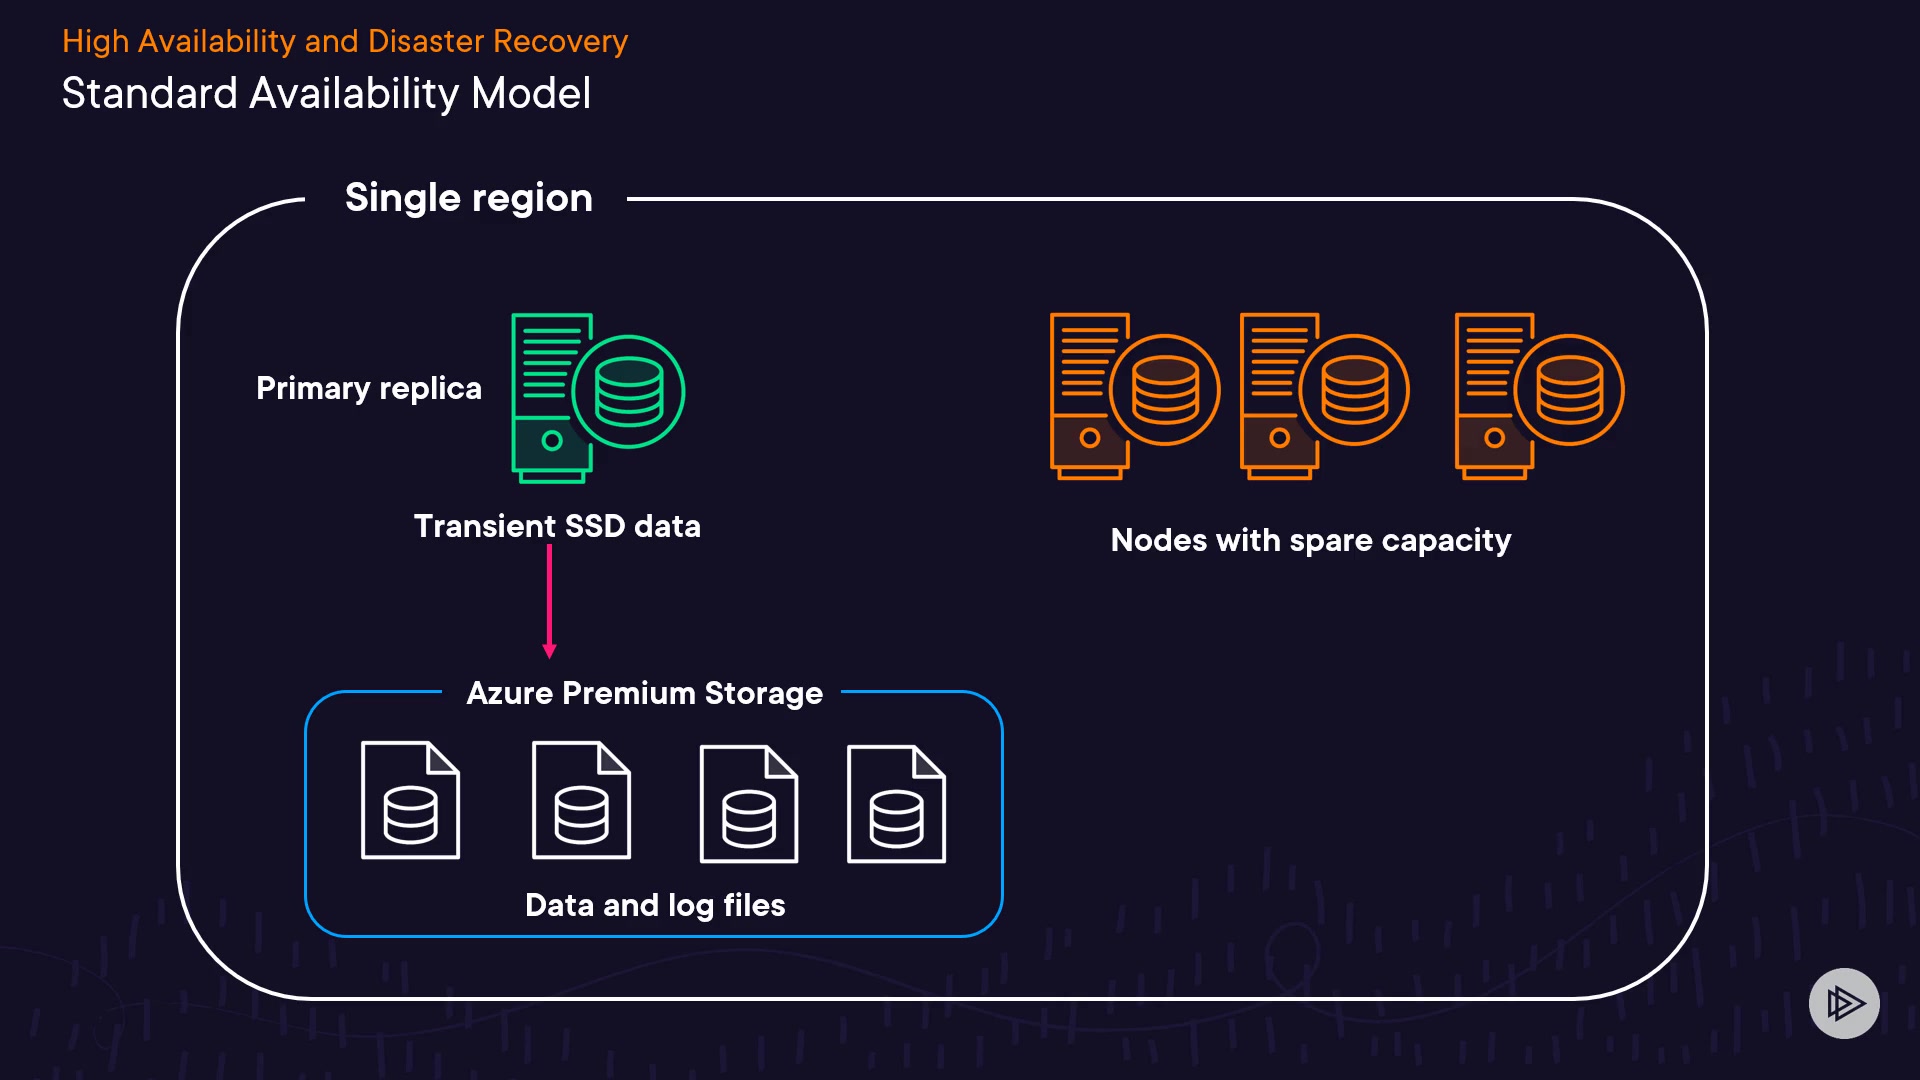 High Availability and Disaster Recovery
Standard Availability Model
Single region
Primary replica
Transient SSD data
Nodes with spare capacity
Azure Premium Storage
Data and log files